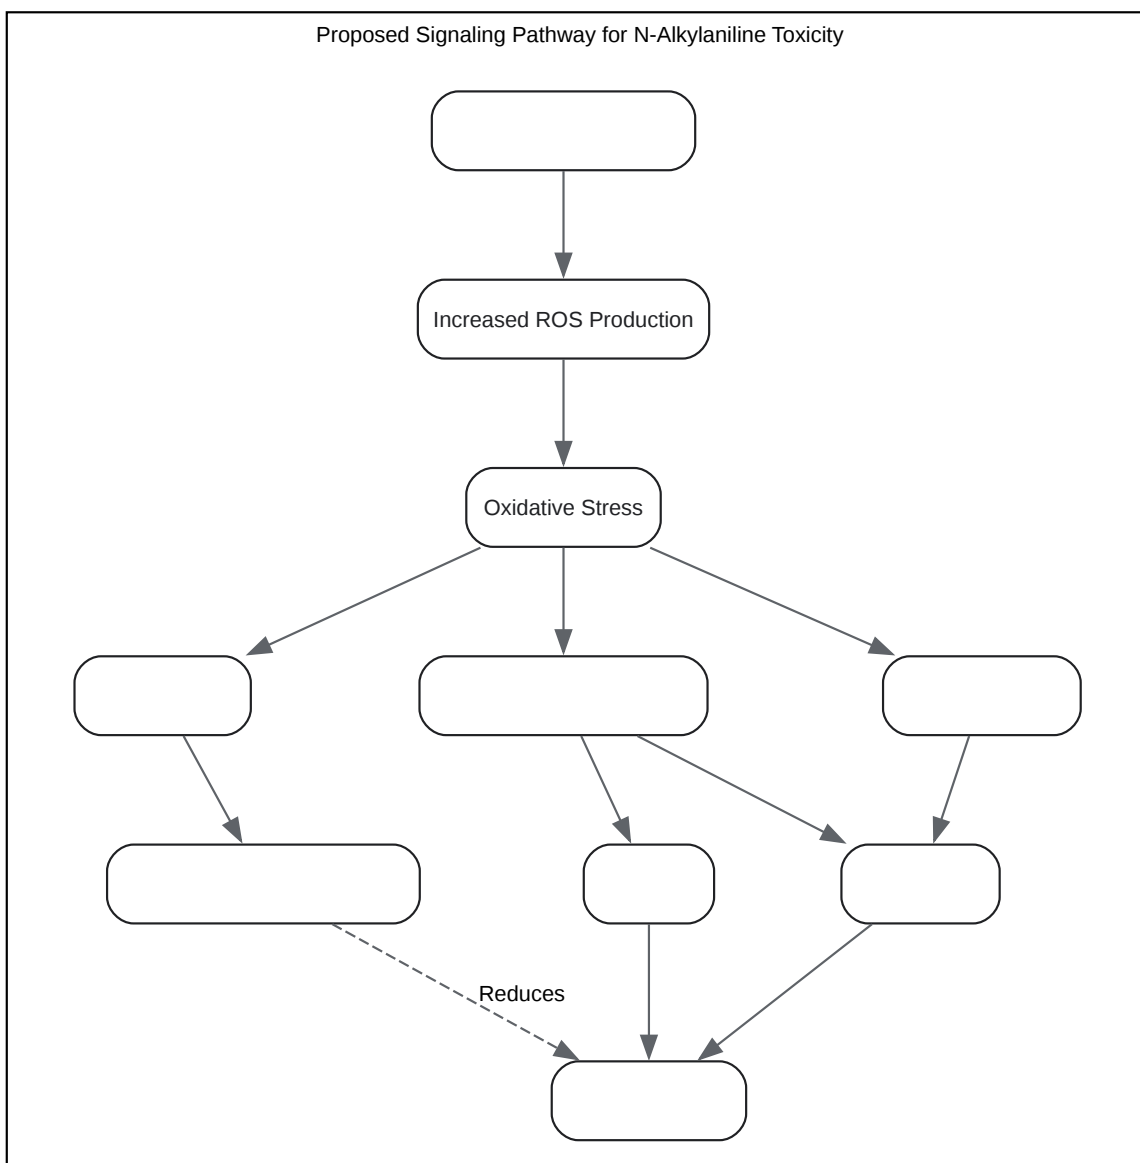 Proposed Signaling Pathway for N-Alkylaniline Toxicity
Increased ROS Production
Oxidative Stress
Reduces